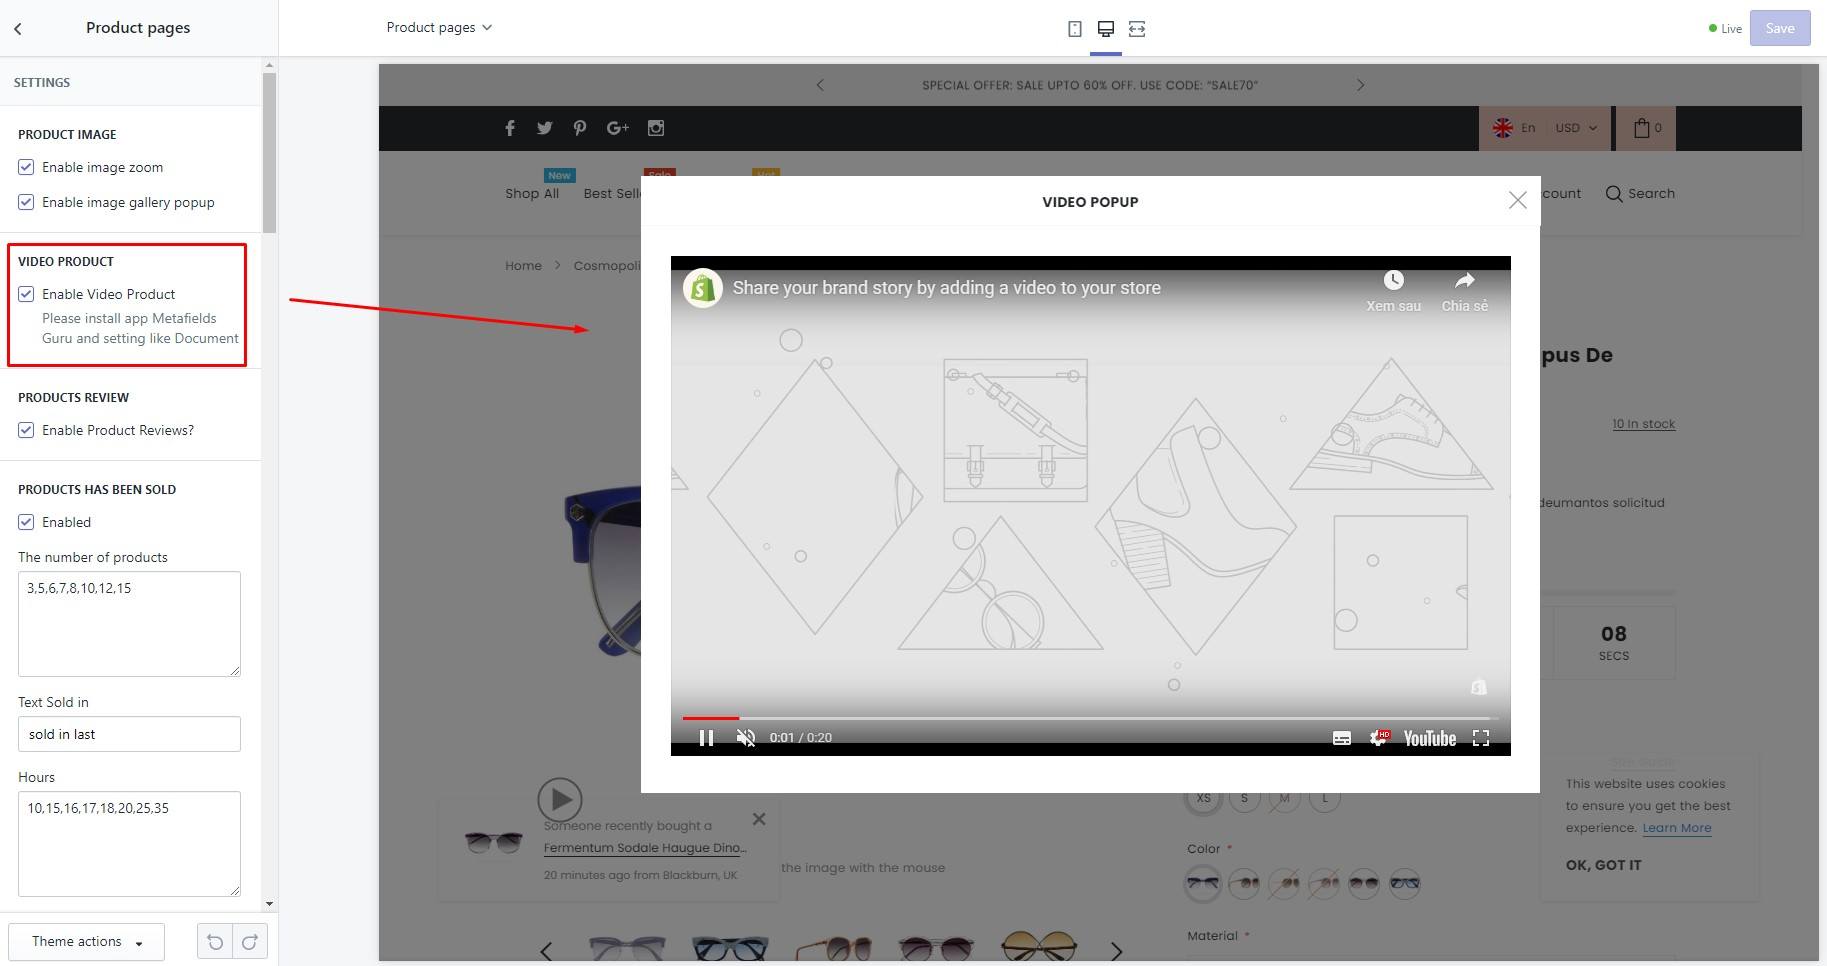 Product pages
Product pages
Live
Save
SETTINGS
PRODUCT IMAGE
Enable image zoom
Enable image gallery popup
VIDEO PRODUCT
Enable Video Product
Please install app Metafields
Guru and setting like Document
PRODUCTS REVIEW
Enable Product Reviews?
PRODUCTS HAS BEEN SOLD
Enabled
The number of products
3,5,6,7,8,10,12,15
Text Sold in
sold in last
Hours
10,15,16,17,18,20,25,35
Theme actions
SPECIAL OFFER: SALE UPTO 60% OFF. USE CODE: “SALE70”
En
USD
0
New
Sale
Hot
Shop All
Best Sell
count
Search
VIDEO POPUP
Home > Cosmopoli
Share your brand story by adding a video to your store
Xem sau
Chia sẻ
pus De
10 In stock
deumantos solicitud
08
SECS
0:01 / 0:20
HD
YouTube
Size Guide
XS
S
M
L
This website uses cookies
to ensure you get the best
experience. Learn More
OK, GOT IT
Someone recently bought a
Fermentum Sodale Haugue Dino...
20 minutes ago from Blackburn, UK
the image with the mouse
Color *
Material *